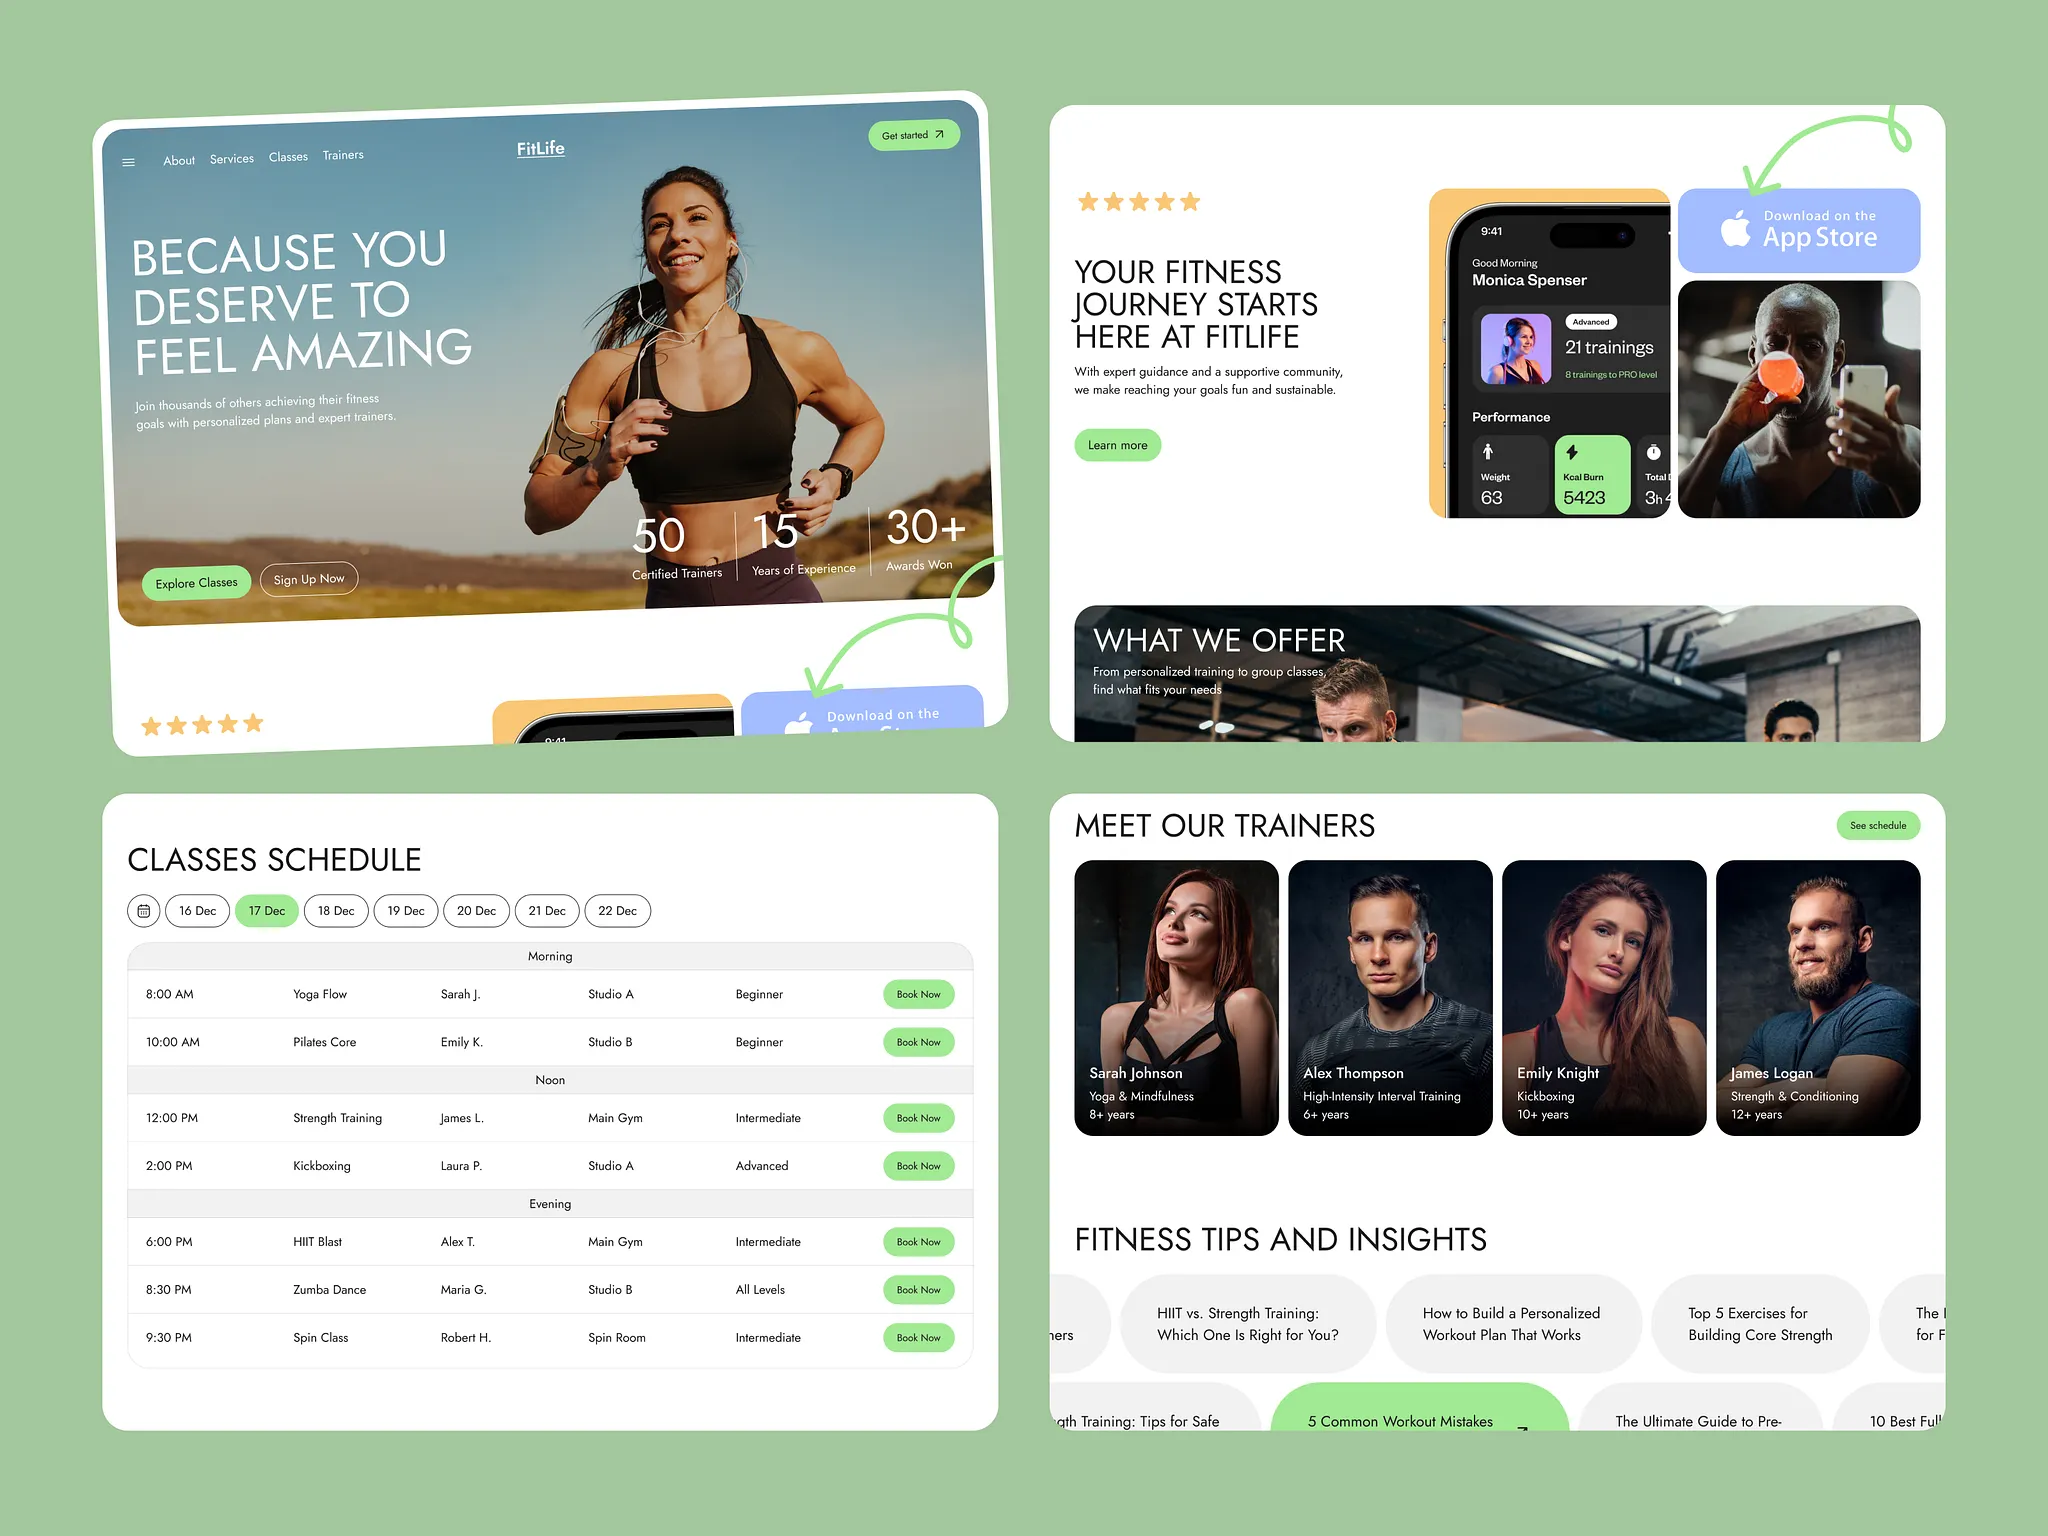 About Services Classes Trainers
FitLife
Get started
BECAUSE YOU
DESERVE TO
FEEL AMAZING
Join thousands of others achieving their fitness
goals with personalized plans and expert trainers.
50
Certified Trainers
15
Years of Experience
30+
Awards Won
Explore Classes
Sign Up Now
9:41
Download on the
YOUR FITNESS
JOURNEY STARTS
HERE AT FITLIFE
With expert guidance and a supportive community,
we make reaching your goals fun and sustainable.
Learn more
9:41
Good Morning
Monica Spenser
Advanced
21 trainings
8 trainings to PRO level
Performance
Weight
63
Kcal Burn
5423
Total
3h 4
Download on the
App Store
WHAT WE OFFER
From personalized training to group classes,
find what fits your needs
CLASSES SCHEDULE
16 Dec 17 Dec 18 Dec 19 Dec 20 Dec 21 Dec 22 Dec
Morning
8:00 AM Yoga Flow Sarah J. Studio A Beginner Book Now
10:00 AM Pilates Core Emily K. Studio B Beginner Book Now
Noon
12:00 PM Strength Training James L. Main Gym Intermediate Book Now
2:00 PM Kickboxing Laura P. Studio A Advanced Book Now
Evening
6:00 PM HIIT Blast Alex T. Main Gym Intermediate Book Now
8:30 PM Zumba Dance Maria G. Studio B All Levels Book Now
9:30 PM Spin Class Robert H. Spin Room Intermediate Book Now
MEET OUR TRAINERS
See schedule
Sarah Johnson
Yoga & Mindfulness
8+ years
Alex Thompson
High-Intensity Interval Training
6+ years
Emily Knight
Kickboxing
10+ years
James Logan
Strength & Conditioning
12+ years
FITNESS TIPS AND INSIGHTS
ners
HIIT vs. Strength Training:
Which One Is Right for You?
How to Build a Personalized
Workout Plan That Works
Top 5 Exercises for
Building Core Strength
The
for F
gth Training: Tips for Safe
5 Common Workout Mistakes
The Ultimate Guide to Pre-
10 Best Full